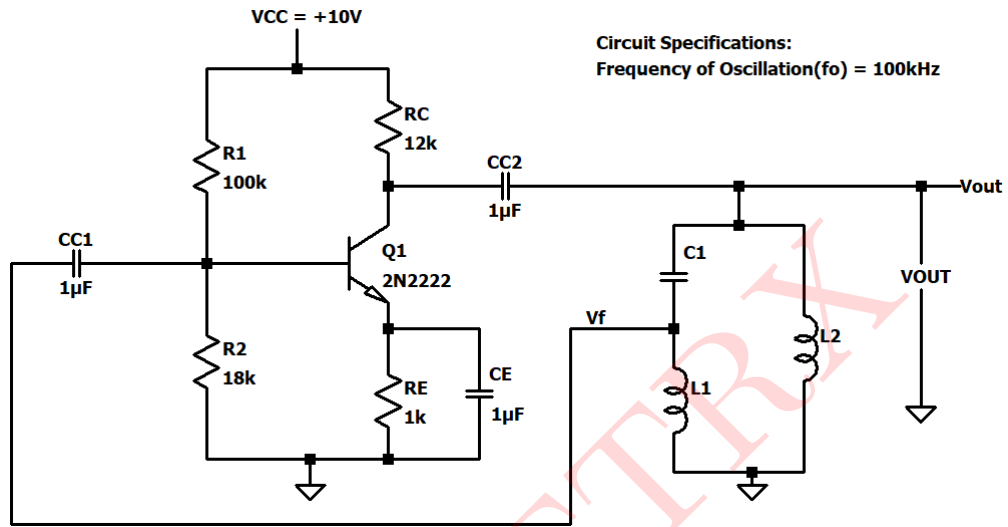 VCC = +10V
Circuit Specifications:
Frequency of Oscillation(fo) = 100kHz
RC
12k
R1
100k
CC2
1µF
Vout
CC1
1µF
Q1
2N2222
C1
VOUT
Vf
L2
R2
18k
CE
1µF
RE
1k
L1
TRX